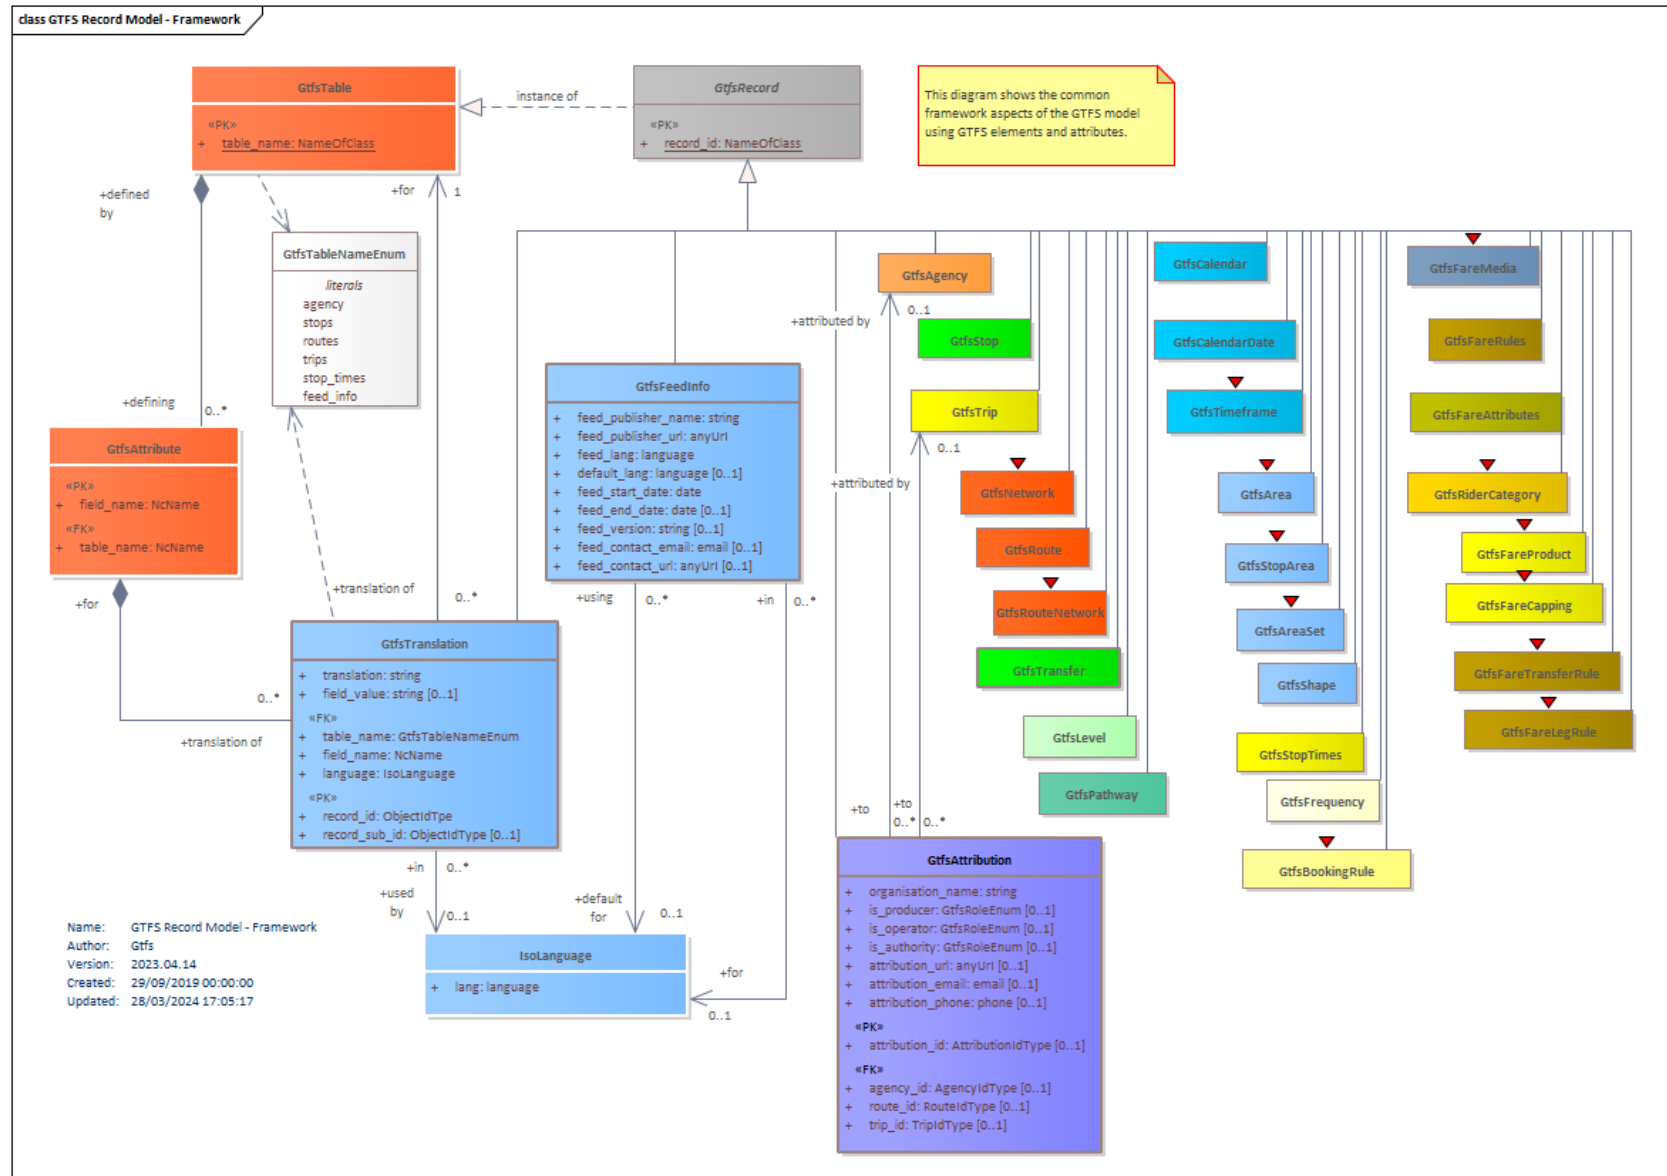 class GTFS Record Model - Framework
GtfsTable
«PK»
+ table_name: NameOfClass
instance of
GtfsRecord
«PK»
+ record_id: NameOfClass
This diagram shows the common
framework aspects of the GTFS model
using GTFS elements and attributes.
+defined
by
+for
1
GtfsTableNameEnum
literals
agency
stops
routes
trips
stop_times
feed_info
+defining
0..*
GtfsAttribute
«PK»
+ field_name: NcName
«FK»
+ table_name: NcName
+for
+translation of
0..*
0..*
+translation of
GtfsTranslation
+ translation: string
+ field_value: string [0..1]
«FK»
+ table_name: GtfsTableNameEnum
+ field_name: NcName
+ language: IsoLanguage
«PK»
+ record_id: ObjectIdTpe
+ record_sub_id: ObjectIdType [0..1]
+in
0..*
+used
by
0..1
GtfsFeedInfo
+ feed_publisher_name: string
+ feed_publisher_url: anyUrl
+ feed_lang: language
+ default_lang: language [0..1]
+ feed_start_date: date
+ feed_end_date: date [0..1]
+ feed_version: string [0..1]
+ feed_contact_email: email [0..1]
+ feed_contact_url: anyUrl [0..1]
+using
0..*
+in
0..*
+default
for
0..1
+for
0..1
IsoLanguage
+ lang: language
GtfsAgency
+attributed by
0..1
GtfsStop
GtfsTrip
0..1
+attributed by
GtfsNetwork
GtfsRoute
GtfsRouteNetwork
GtfsTransfer
GtfsLevel
GtfsPathway
GtfsCalendar
GtfsCalendarDate
GtfsTimeframe
GtfsArea
GtfsStopArea
GtfsAreaSet
GtfsShape
GtfsStopTimes
GtfsFrequency
GtfsBookingRule
GtfsFareMedia
GtfsFareRules
GtfsFareAttributes
GtfsRiderCategory
GtfsFareProduct
GtfsFareCapping
GtfsFareTransferRule
GtfsFareLegRule
+to
+to
0..*
0..*
GtfsAttribution
+ organisation_name: string
+ is_producer: GtfsRoleEnum [0..1]
+ is_operator: GtfsRoleEnum [0..1]
+ is_authority: GtfsRoleEnum [0..1]
+ attribution_url: anyUrl [0..1]
+ attribution_email: email [0..1]
+ attribution_phone: phone [0..1]
«PK»
+ attribution_id: AttributionIdType [0..1]
«FK»
+ agency_id: AgencyIdType [0..1]
+ route_id: RouteIdType [0..1]
+ trip_id: TripIdType [0..1]
Name: GTFS Record Model - Framework
Author: Gtfs
Version: 2023.04.14
Created: 29/09/2019 00:00:00
Updated: 28/03/2024 17:05:17